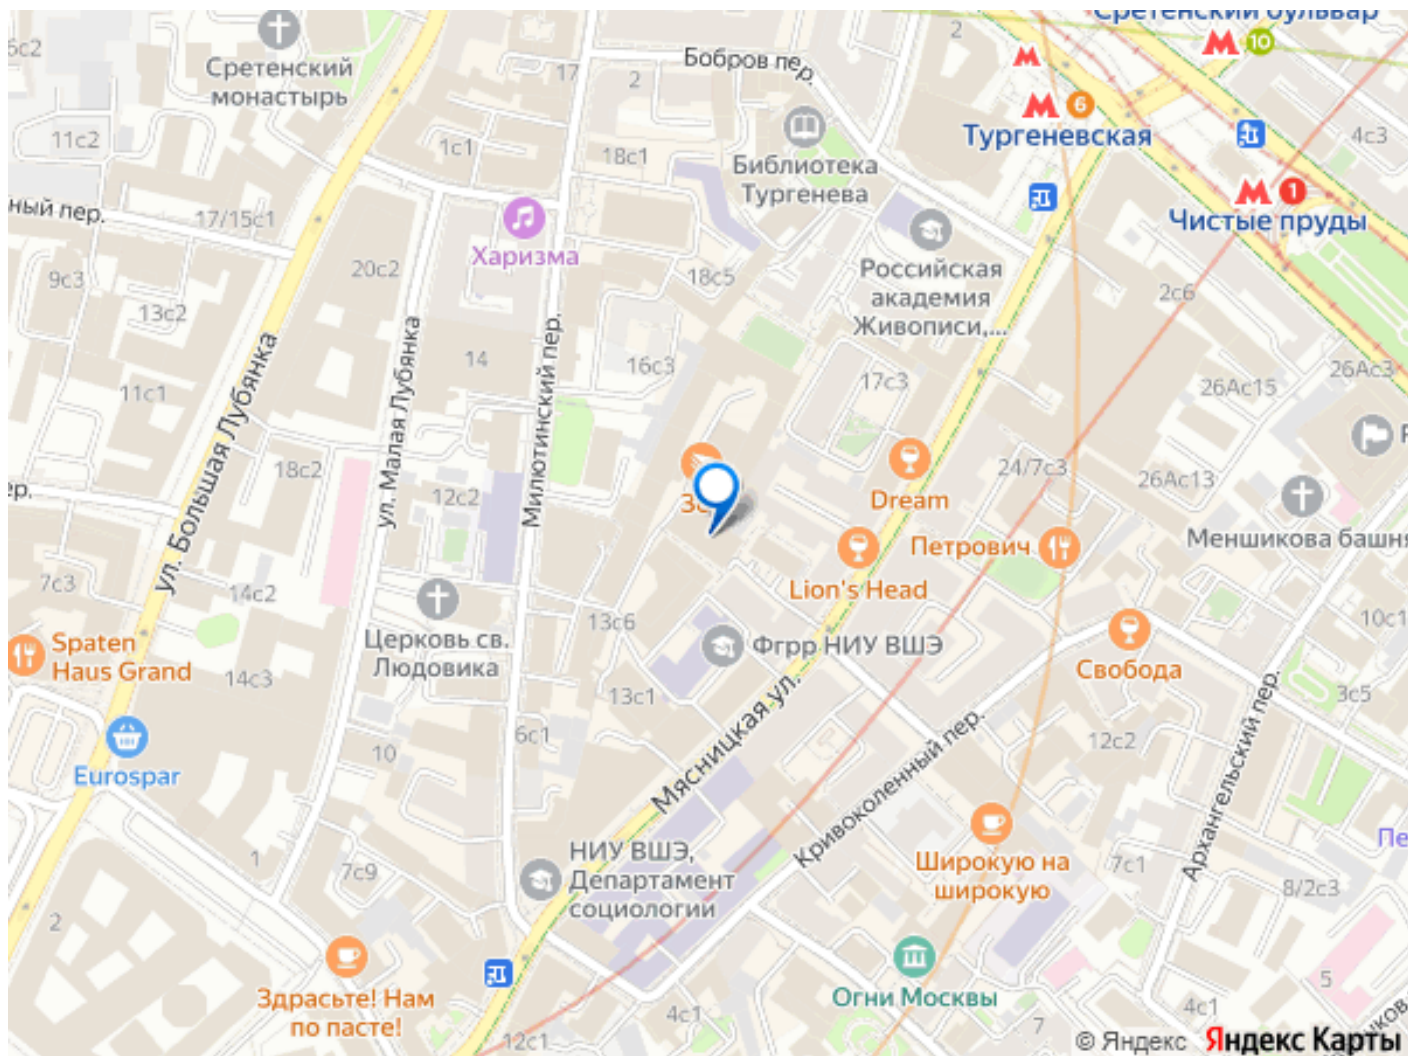 Сретенский бульвар
10
2
Бобров пер.
Сретенский
монастырь
17
2
6
Тургеневская
4с3
11с2
1с1
18с1
Библиотека
Тургенева
1
Чистые пруды
ный пер.
17/15с1
Харизма
20с2
18с5
Российская
академия
Живописи,...
2с6
9с3
13с2
ул. Большая Лубянка
ул. Малая Лубянка
Милютинский пер.
14
16с3
17с3
26Ас3
26Ас15
11с1
18с2
12с2
Dream
24/7с3
26Ас13
ер.
Петрович
Меншикова башня
Lion's Head
7с3
14с2
13с6
10с1
Spaten
Haus Grand
Церковь св.
Людовика
Фгрр НИУ ВШЭ
Свобода
14с3
13с1
3с5
Мясницкая ул.
Кривоколенный пер.
Архангельский пер.
6с1
10
12с2
Eurospar
1
7с9
НИУ ВШЭ,
Департамент
социологии
Широкую на
широкую
7с1
8/2с3
2
5
Здрасьте! Нам
по пасте!
Огни Москвы
4с1
4с1
7
12с1
© Яндекс Яндекс Карты